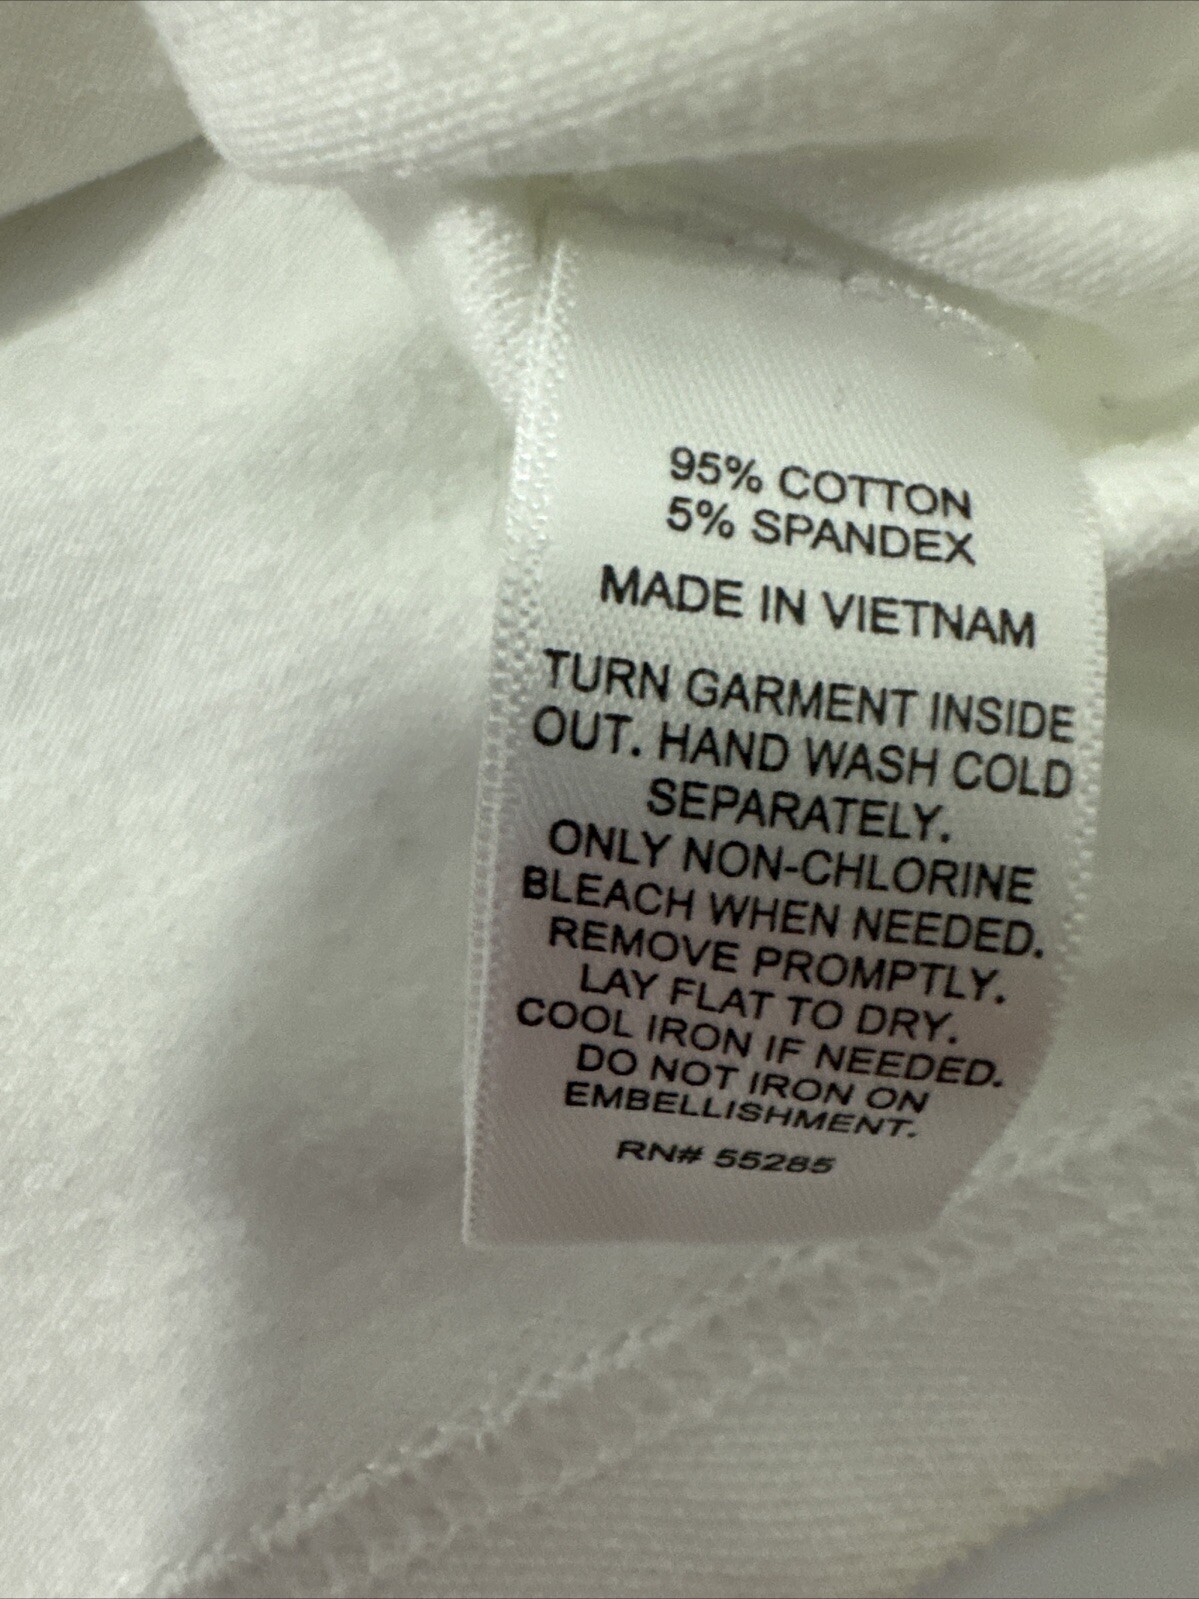 95% COTTON
5% SPANDEX
MADE IN VIETNAM
TURN GARMENT INSIDE
OUT. HAND WASH COLD
SEPARATELY.
ONLY NON-CHLORINE
BLEACH WHEN NEEDED.
REMOVE PROMPTLY.
LAY FLAT TO DRY.
COOL IRON IF NEEDED.
DO NOT IRON ON
EMBELLISHMENT.
RN# 55285